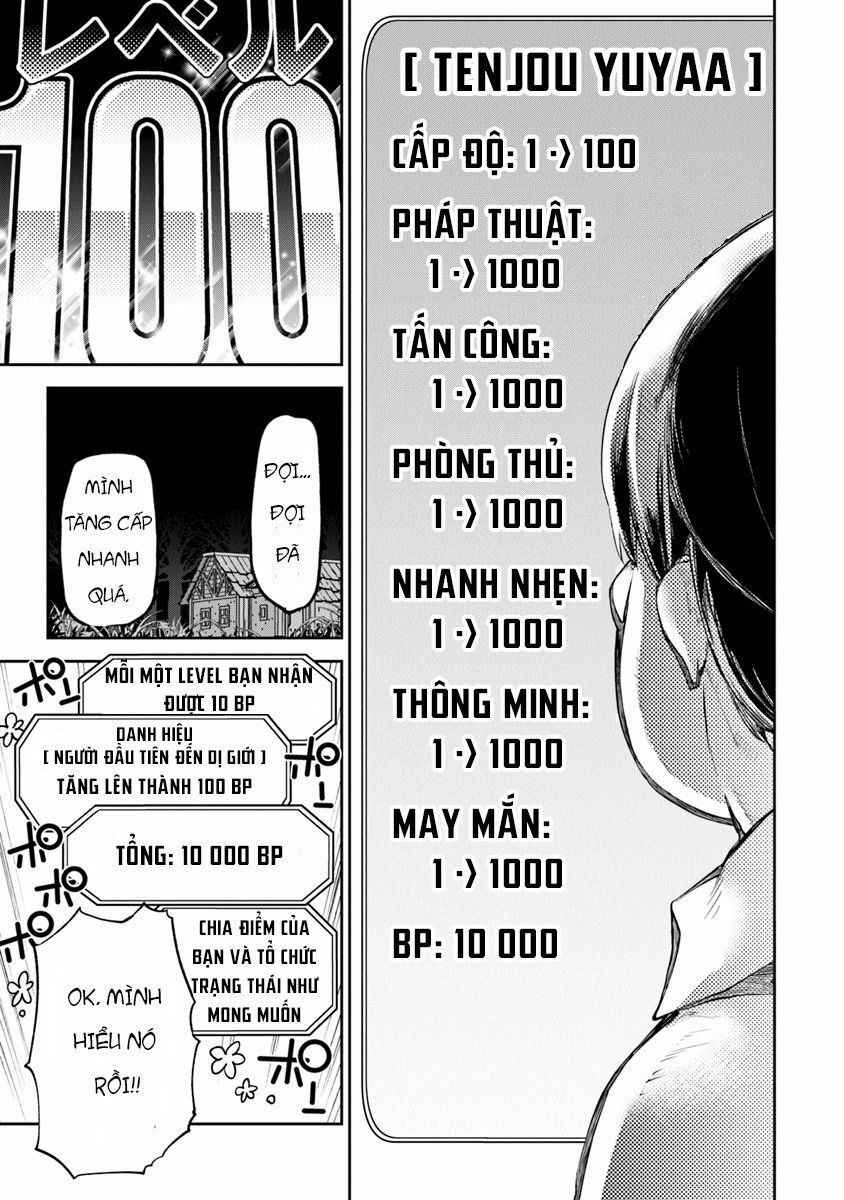 [ TENJOU YUYAA ]
CẤP ĐỘ: 1 -> 100
PHÁP THUẬT:
1 -> 1000
TẤN CÔNG:
1 -> 1000
PHÒNG THỦ:
1 -> 1000
NHANH NHẸN:
1 -> 1000
THÔNG MINH:
1 -> 1000
MAY MẮN:
1 -> 1000
BP: 10 000
レベル
100
ĐỢI...
ĐỢI
ĐÃ
MÌNH
TĂNG CẤP
NHANH
QUÁ.
ポーン
MỖI MỘT LEVEL BẠN NHẬN
ĐƯỢC 10 BP
DANH HIỆU
[ NGƯỜI ĐẦU TIÊN ĐẾN DỊ GIỚI ]
TĂNG LÊN THÀNH 100 BP
TỔNG: 10 000 BP
CHIA ĐIỂM CỦA
BẠN VÀ TỔ CHỨC
TRẠNG THÁI NHƯ
MONG MUỐN
OK. MÌNH
HIỂU NÓ
RỒI!!